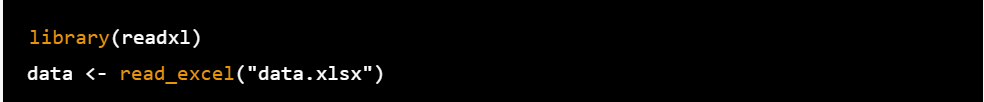 library(readxl)
data <- read_excel("data.xlsx")